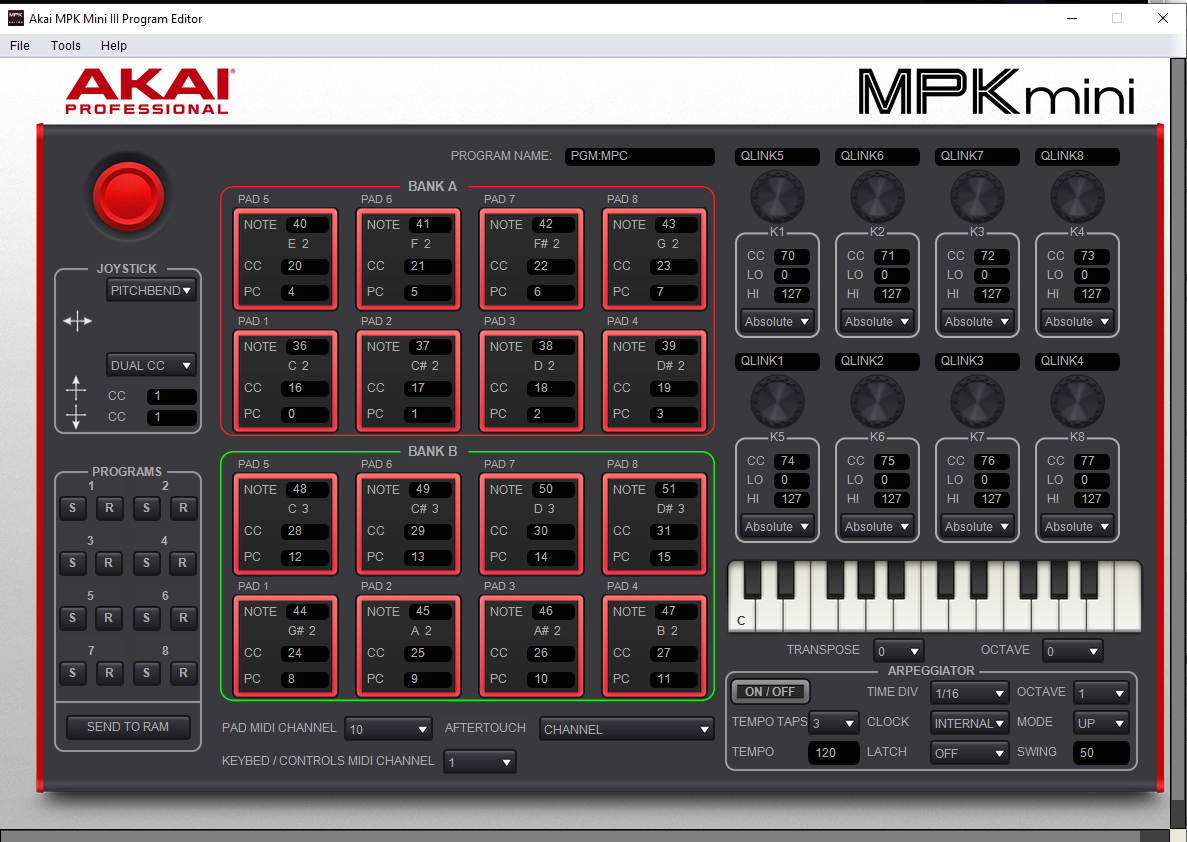 Akai MPK Mini III Program Editor
File Tools Help
AKAI PROFESSIONAL
MPK mini
PROGRAM NAME: PGM:MPC
QLINK5 QLINK6 QLINK7 QLINK8
BANK A
PAD 5 PAD 6 PAD 7 PAD 8
NOTE 40 NOTE 41 NOTE 42 NOTE 43
E 2 F 2 F# 2 G 2
CC 20 CC 21 CC 22 CC 23
PC 4 PC 5 PC 6 PC 7
PAD 1 PAD 2 PAD 3 PAD 4
NOTE 36 NOTE 37 NOTE 38 NOTE 39
C 2 C# 2 D 2 D# 2
CC 16 CC 17 CC 18 CC 19
PC 0 PC 1 PC 2 PC 3
K1 K2 K3 K4
CC 70 CC 71 CC 72 CC 73
LO 0 LO 0 LO 0 LO 0
HI 127 HI 127 HI 127 HI 127
Absolute Absolute Absolute Absolute
QLINK1 QLINK2 QLINK3 QLINK4
K5 K6 K7 K8
CC 74 CC 75 CC 76 CC 77
LO 0 LO 0 LO 0 LO 0
HI 127 HI 127 HI 127 HI 127
Absolute Absolute Absolute Absolute
JOYSTICK
PITCHBEND
DUAL CC
CC 1
CC 1
BANK B
PAD 5 PAD 6 PAD 7 PAD 8
NOTE 48 NOTE 49 NOTE 50 NOTE 51
C 3 C# 3 D 3 D# 3
CC 28 CC 29 CC 30 CC 31
PC 12 PC 13 PC 14 PC 15
PAD 1 PAD 2 PAD 3 PAD 4
NOTE 44 NOTE 45 NOTE 46 NOTE 47
G# 2 A 2 A# 2 B 2
CC 24 CC 25 CC 26 CC 27
PC 8 PC 9 PC 10 PC 11
PROGRAMS
1 2
S R S R
3 4
S R S R
5 6
S R S R
7 8
S R S R
SEND TO RAM
PAD MIDI CHANNEL 10 AFTERTOUCH CHANNEL
KEYBED / CONTROLS MIDI CHANNEL 1
C
TRANSPOSE 0 OCTAVE 0
ARPEGGIATOR
ON / OFF TIME DIV 1/16 OCTAVE 1
TEMPO TAPS 3 CLOCK INTERNAL MODE UP
TEMPO 120 LATCH OFF SWING 50